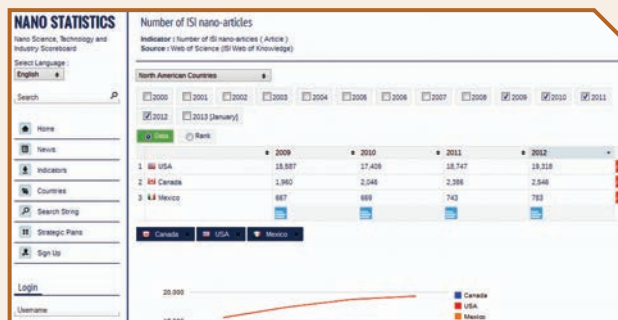 NANO STATISTICS
Nano Science, Technology and
Industry Scoreboard
Select Language :
English
Search
Home
News
Indicators
Countries
Search String
Strategic Plans
Sign Up
Login
Username
Number of ISI nano-articles
Indicator : Number of ISI nano-articles ( Article )
Source : Web of Science (ISI Web of Knowledge)
North American Countries
2000 2001 2002 2003 2004 2005 2006 2007 2008 2009 2010 2011
2012 2013 [January]
Data Rank
2009 2010 2011 2012
1 USA 17,409 18,747 19,318
2 Canada 1,960 2,046 2,386 2,546
3 Mexico 667 669 743 783
Canada USA Mexico
20,000
Canada
USA
Mexico